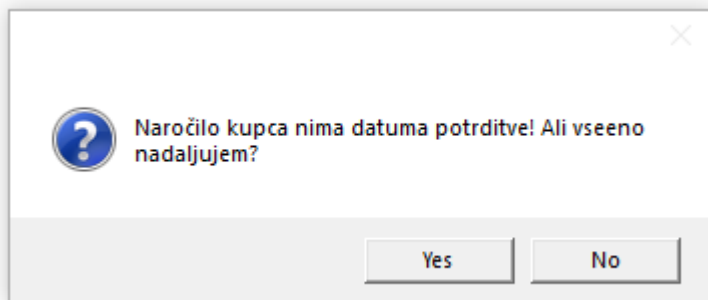 Naročilo kupca nima datuma potrditve! Ali vseeno
nadaljujem?
Yes
No